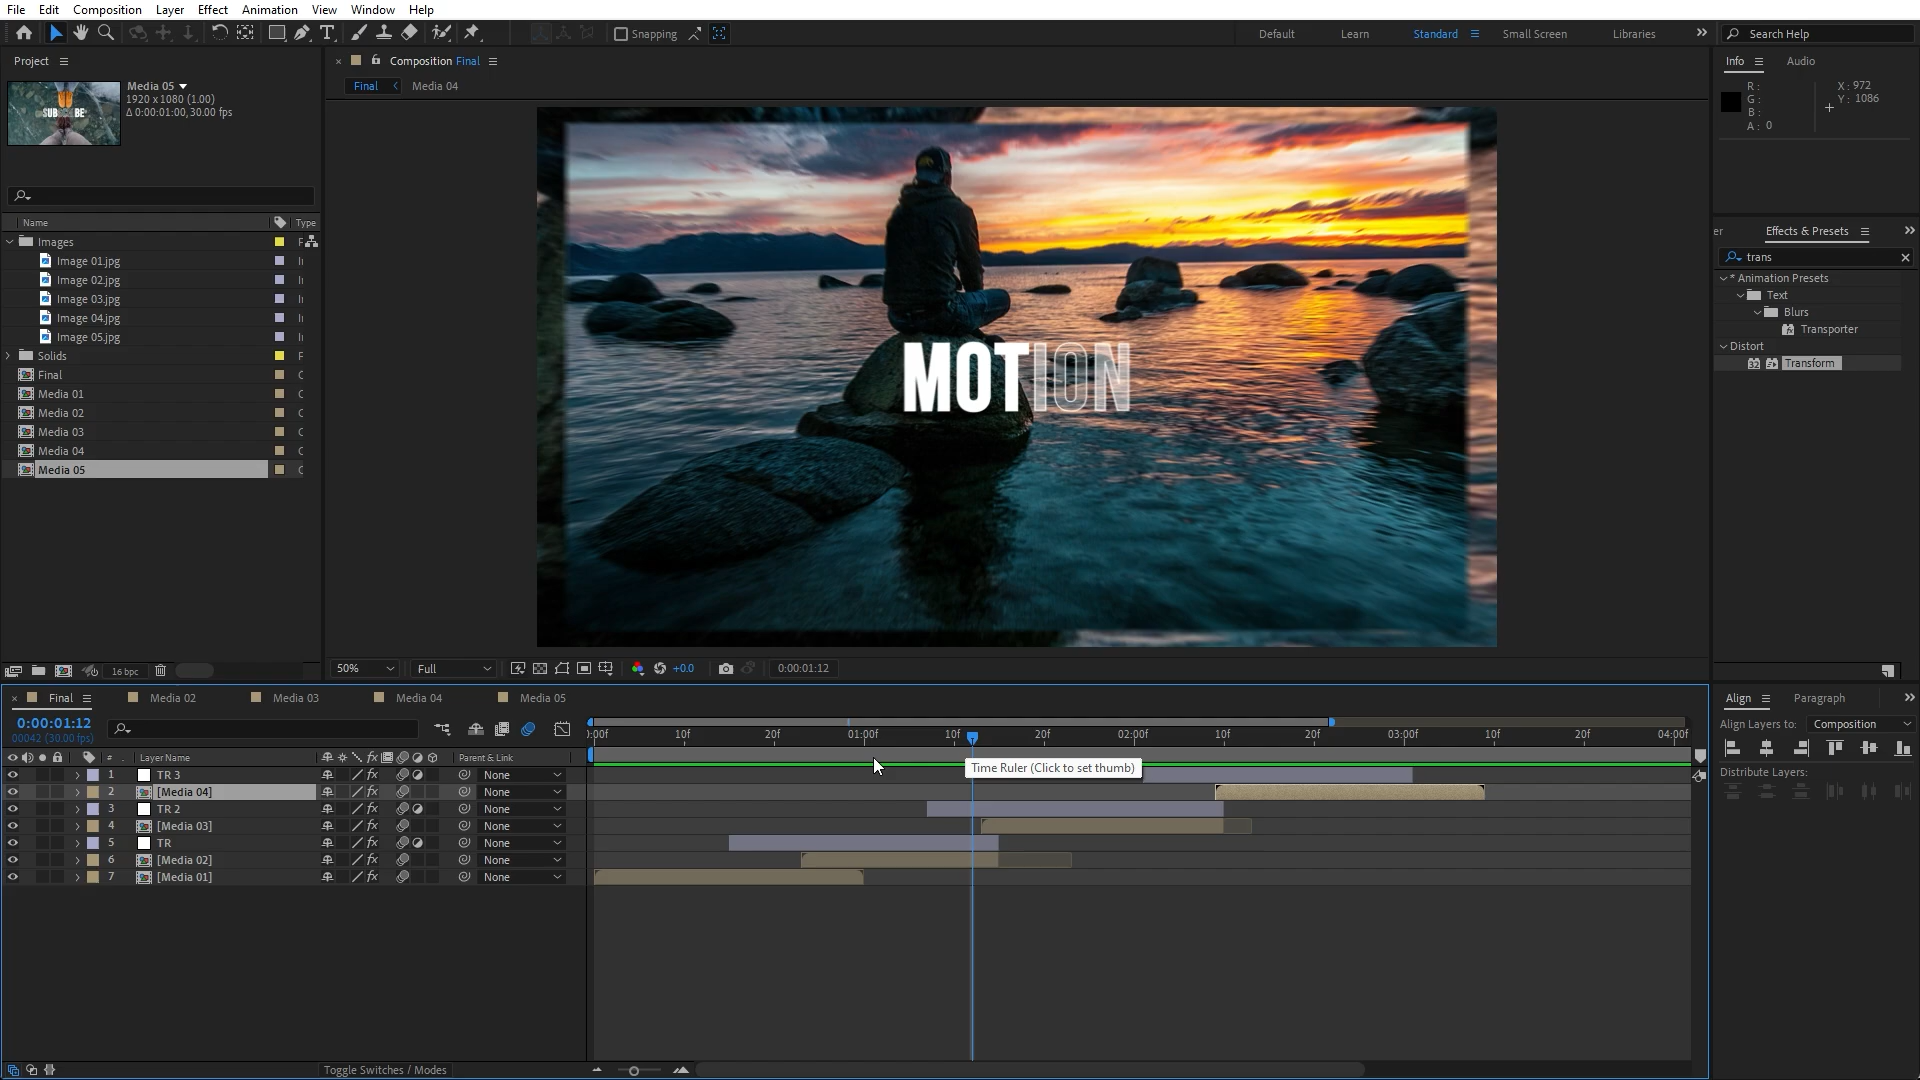 File Edit Composition Layer Effect Animation View Window Help
Snapping
Default Learn Standard Small Screen Libraries Search Help
Project
Media 05
1920 x 1080 (1.00)
Δ 0:00:01:00, 30.00 fps
Name Type
Images
Image 01.jpg
Image 02.jpg
Image 03.jpg
Image 04.jpg
Image 05.jpg
Solids
Final
Media 01
Media 02
Media 03
Media 04
Media 05
16 bpc
Composition Final
Final Media 04
MOTION
50% Full +0.0 0:00:01:12
Info Audio
R :
G :
B :
A : 0
X : 972
Y : 1086
Effects & Presets
trans
* Animation Presets
Text
Blurs
Transporter
Distort
Transform
Final Media 02 Media 03 Media 04 Media 05
0:00:01:12
00042 (30.00 fps)
10f 20f 01:00f 10f 20f 02:00f 10f 20f 03:00f 10f 20f 04:00f
# Layer Name Parent & Link
Time Ruler (Click to set thumb)
1 TR 3 None
2 [Media 04] None
3 TR 2 None
4 [Media 03] None
5 TR None
6 [Media 02] None
7 [Media 01] None
Toggle Switches / Modes
Align Paragraph
Align Layers to: Composition
Distribute Layers: